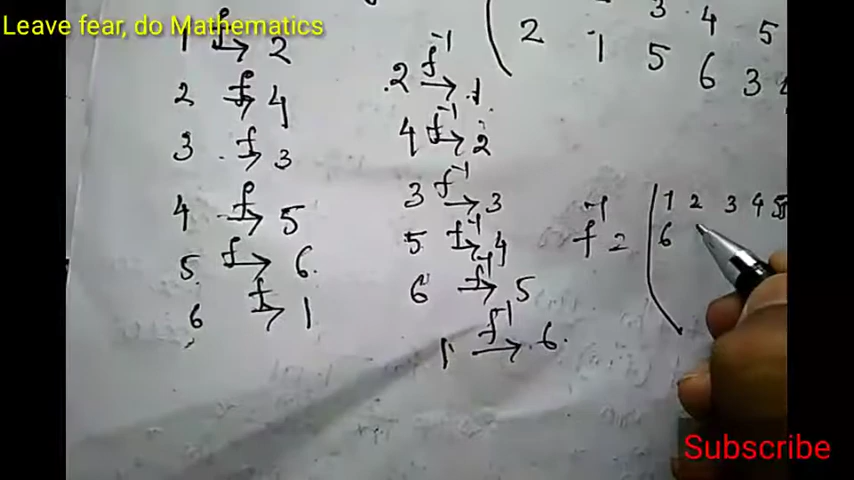 Leave fear, do Mathematics
3 4 5
2 1 5 6 3
1 f→ 2
2 f→ 4
3 f→ 3
4 f→ 5
5 f→ 6
6 f→ 1
2 f⁻¹→ 1
4 f⁻¹→ 2
3 f⁻¹→ 3
5 f⁻¹→ 4
6 f⁻¹→ 5
1 f⁻¹→ 6
f⁻¹ = ( 1 2 3 4 5
6
Subscribe